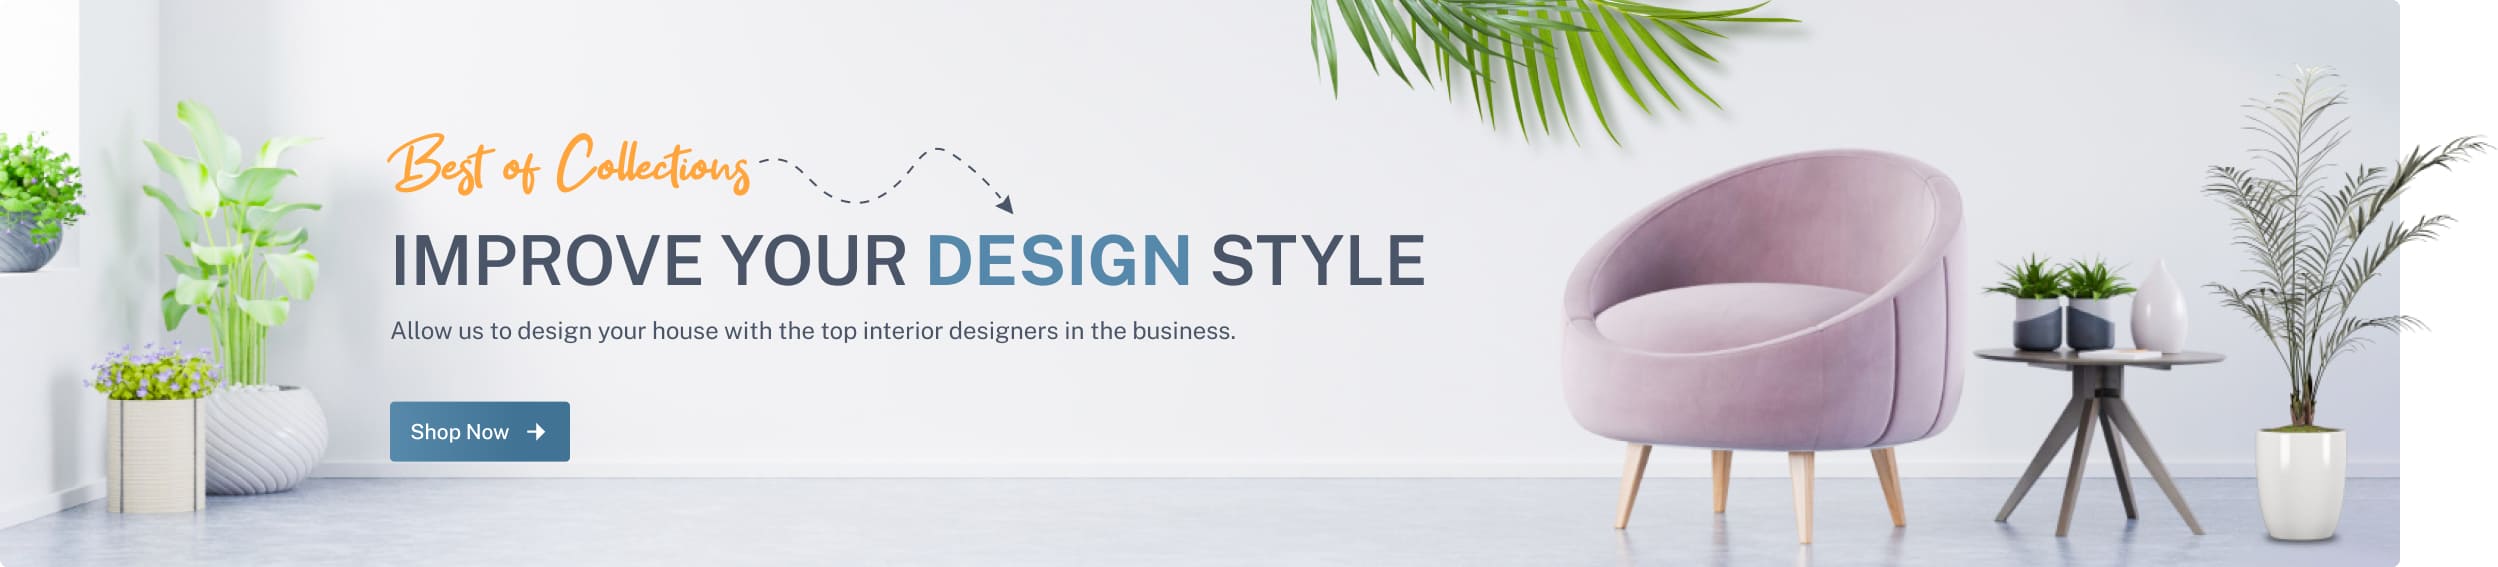 Best of Collections
IMPROVE YOUR DESIGN STYLE
Allow us to design your house with the top interior designers in the business.
Shop Now